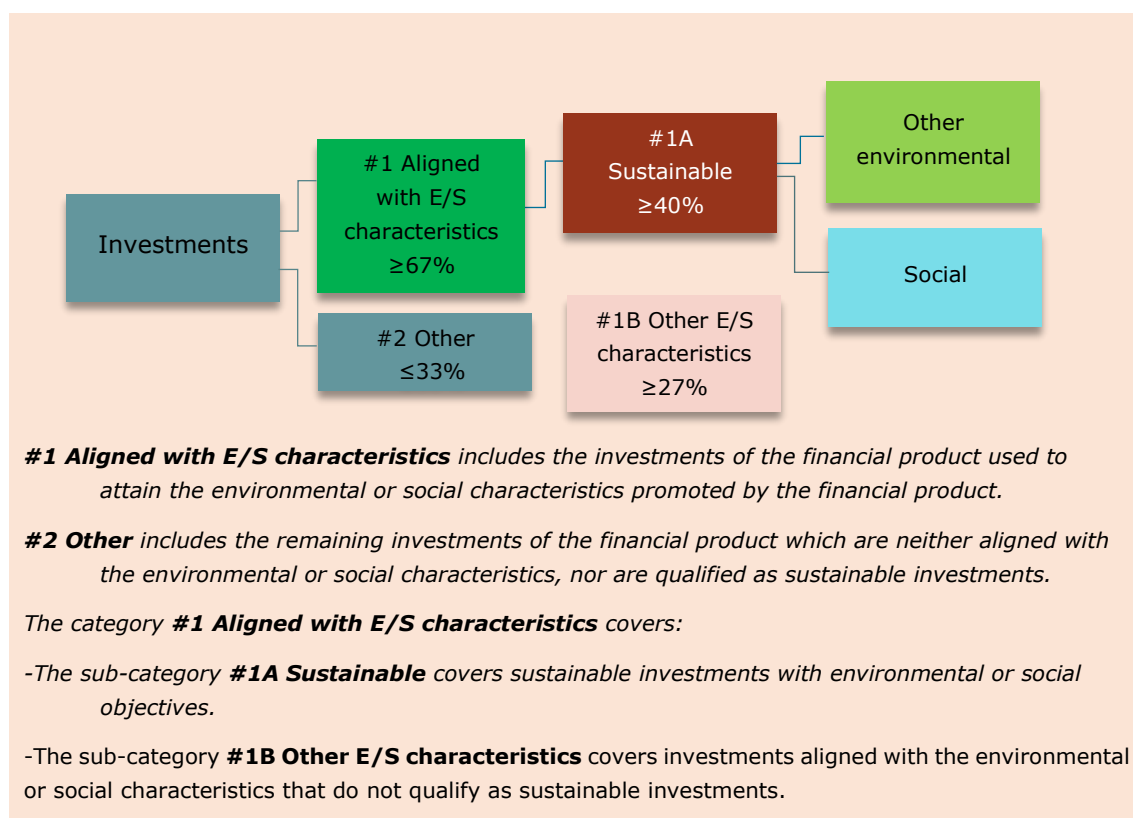 Investments
#1 Aligned
with E/S
characteristics
≥67%
#2 Other
≤33%
#1A
Sustainable
≥40%
#1B Other E/S
characteristics
≥27%
Other
environmental
Social
#1 Aligned with E/S characteristics includes the investments of the financial product used to
attain the environmental or social characteristics promoted by the financial product.
#2 Other includes the remaining investments of the financial product which are neither aligned with
the environmental or social characteristics, nor are qualified as sustainable investments.
The category #1 Aligned with E/S characteristics covers:
-The sub-category #1A Sustainable covers sustainable investments with environmental or social
objectives.
-The sub-category #1B Other E/S characteristics covers investments aligned with the environmental
or social characteristics that do not qualify as sustainable investments.